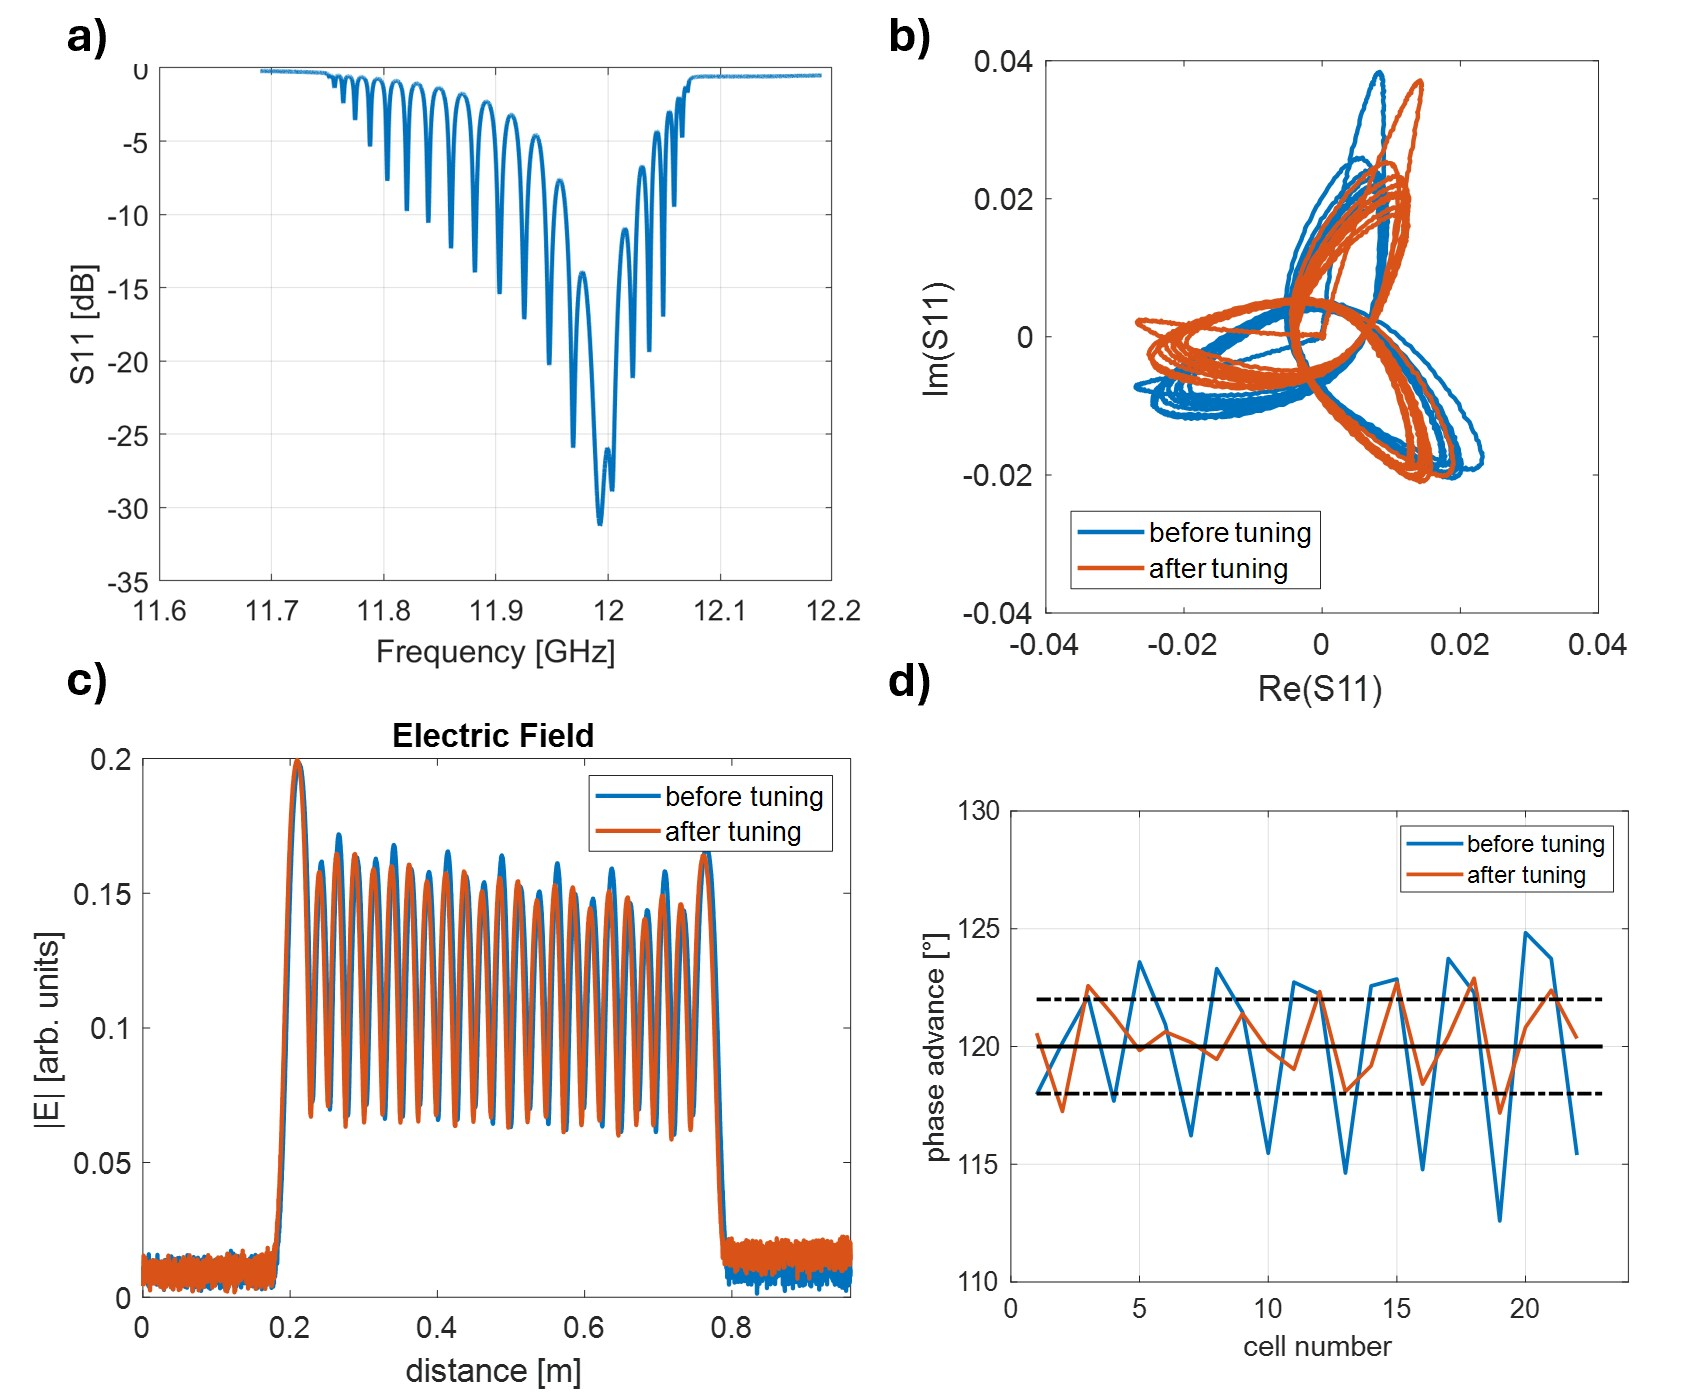 a)
0
-5
-10
-15
-20
-25
-30
-35
S11 [dB]
11.6 11.7 11.8 11.9 12 12.1 12.2
Frequency [GHz]
b)
0.04
0.02
0
-0.02
-0.04
Im(S11)
before tuning
after tuning
-0.04 -0.02 0 0.02 0.04
Re(S11)
c)
Electric Field
0.2
0.15
0.1
0.05
0
|E| [arb. units]
before tuning
after tuning
0 0.2 0.4 0.6 0.8
distance [m]
d)
130
125
120
115
110
phase advance [°]
before tuning
after tuning
0 5 10 15 20
cell number